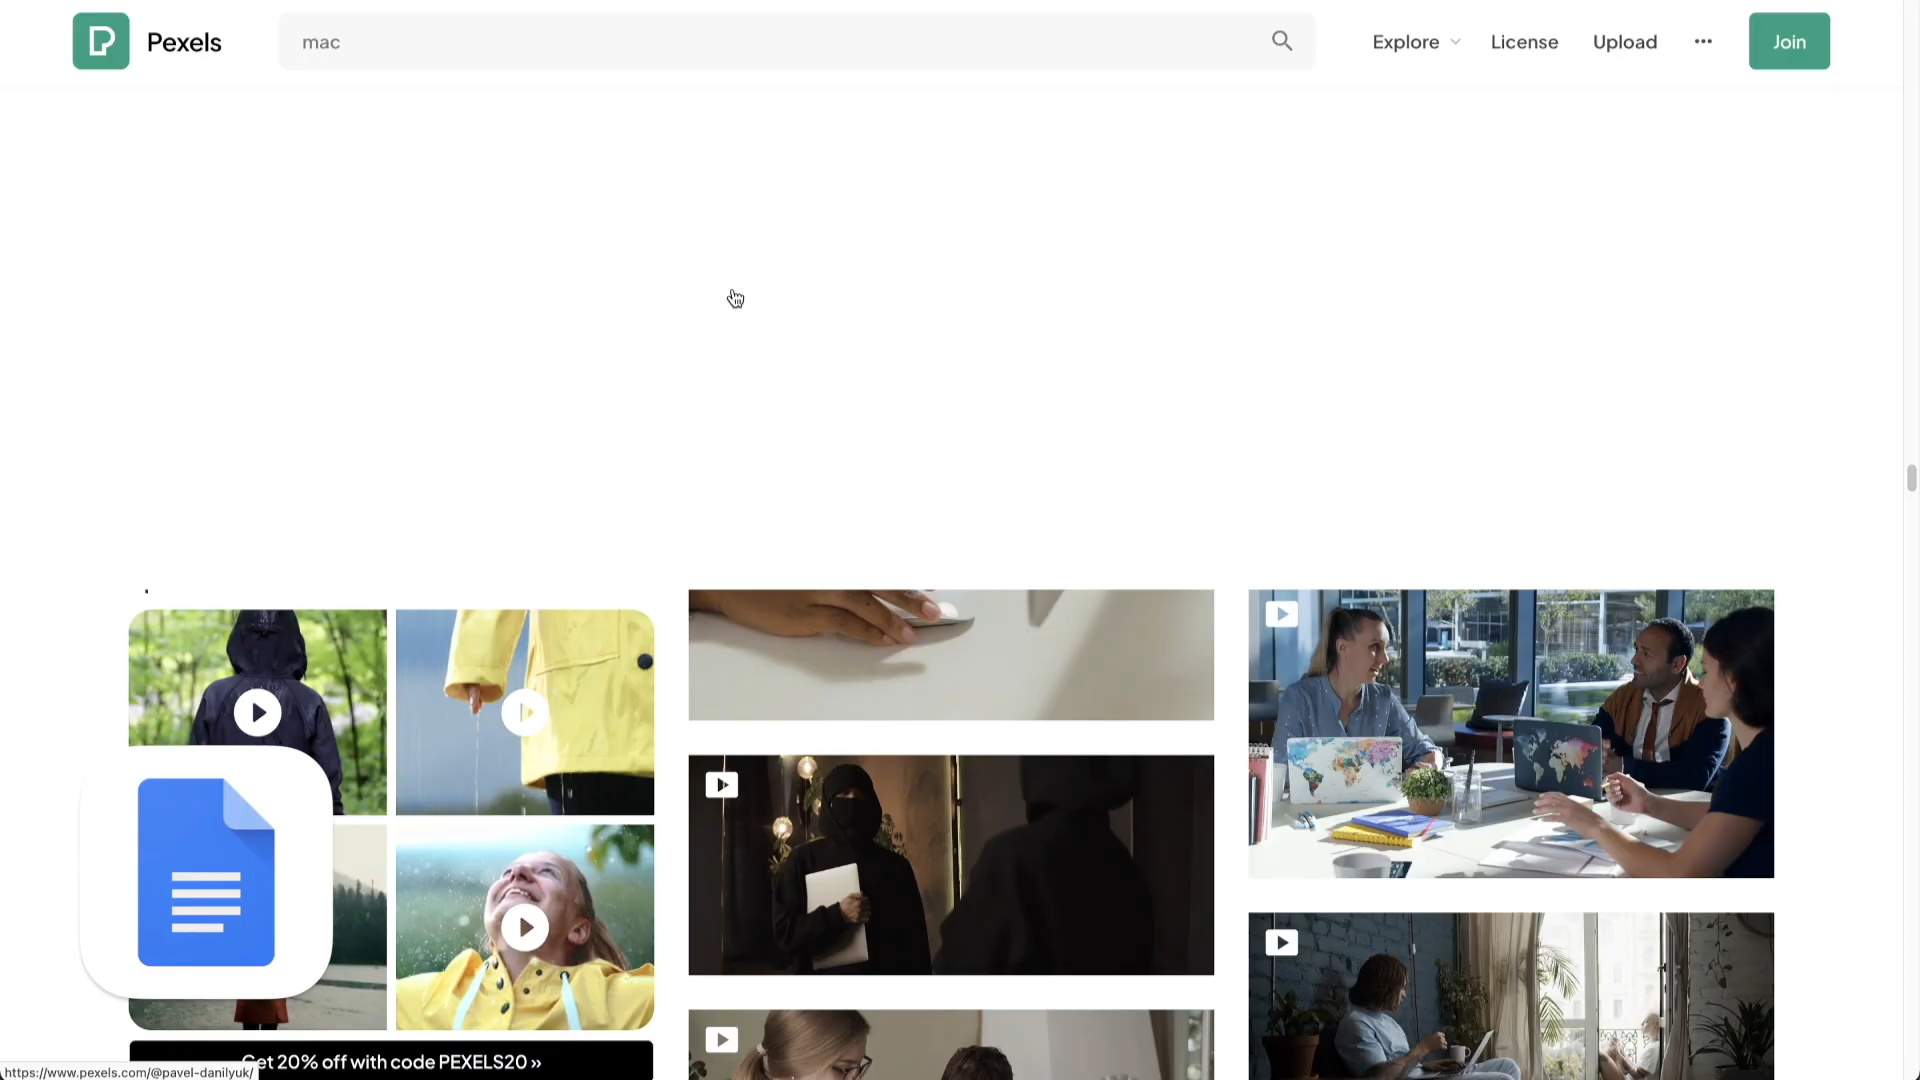 Pexels
mac
Explore
License
Upload
Join
Get 20% off with code PEXELS20 »
https://www.pexels.com/@pavel-danilyuk/